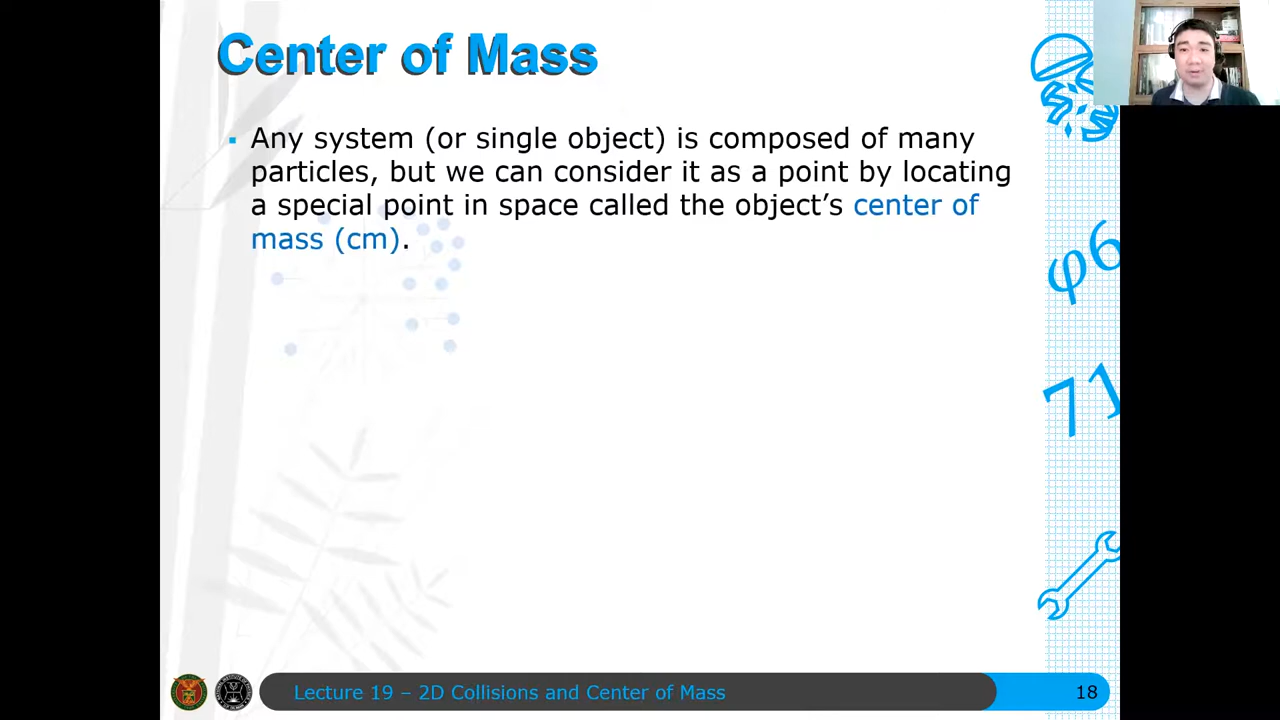 Center of Mass
▪ Any system (or single object) is composed of many
particles, but we can consider it as a point by locating
a special point in space called the object’s center of
mass (cm).
φ6
71
Lecture 19 – 2D Collisions and Center of Mass
18